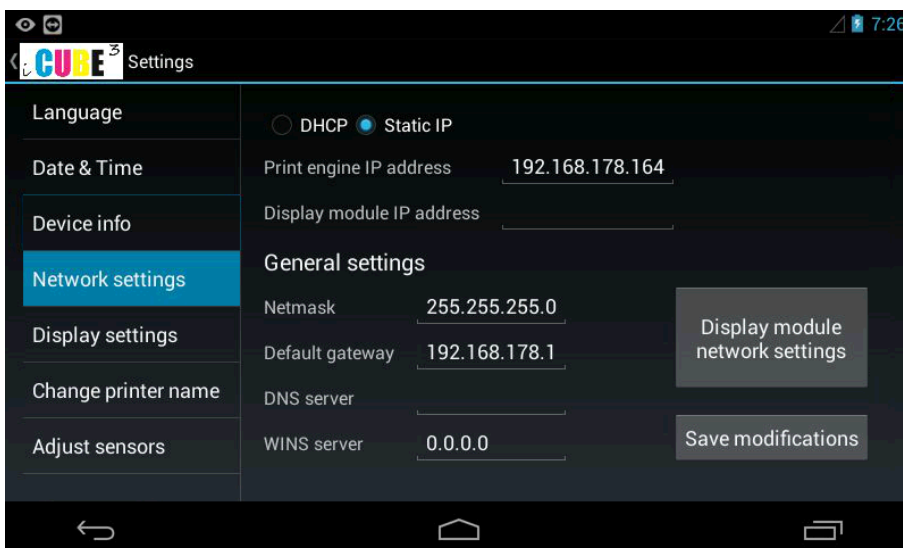 7:26
i CUBE 3 Settings
Language
Date & Time
Device info
Network settings
Display settings
Change printer name
Adjust sensors
DHCP Static IP
Print engine IP address 192.168.178.164
Display module IP address
General settings
Netmask 255.255.255.0
Default gateway 192.168.178.1
DNS server
WINS server 0.0.0.0
Display module
network settings
Save modifications